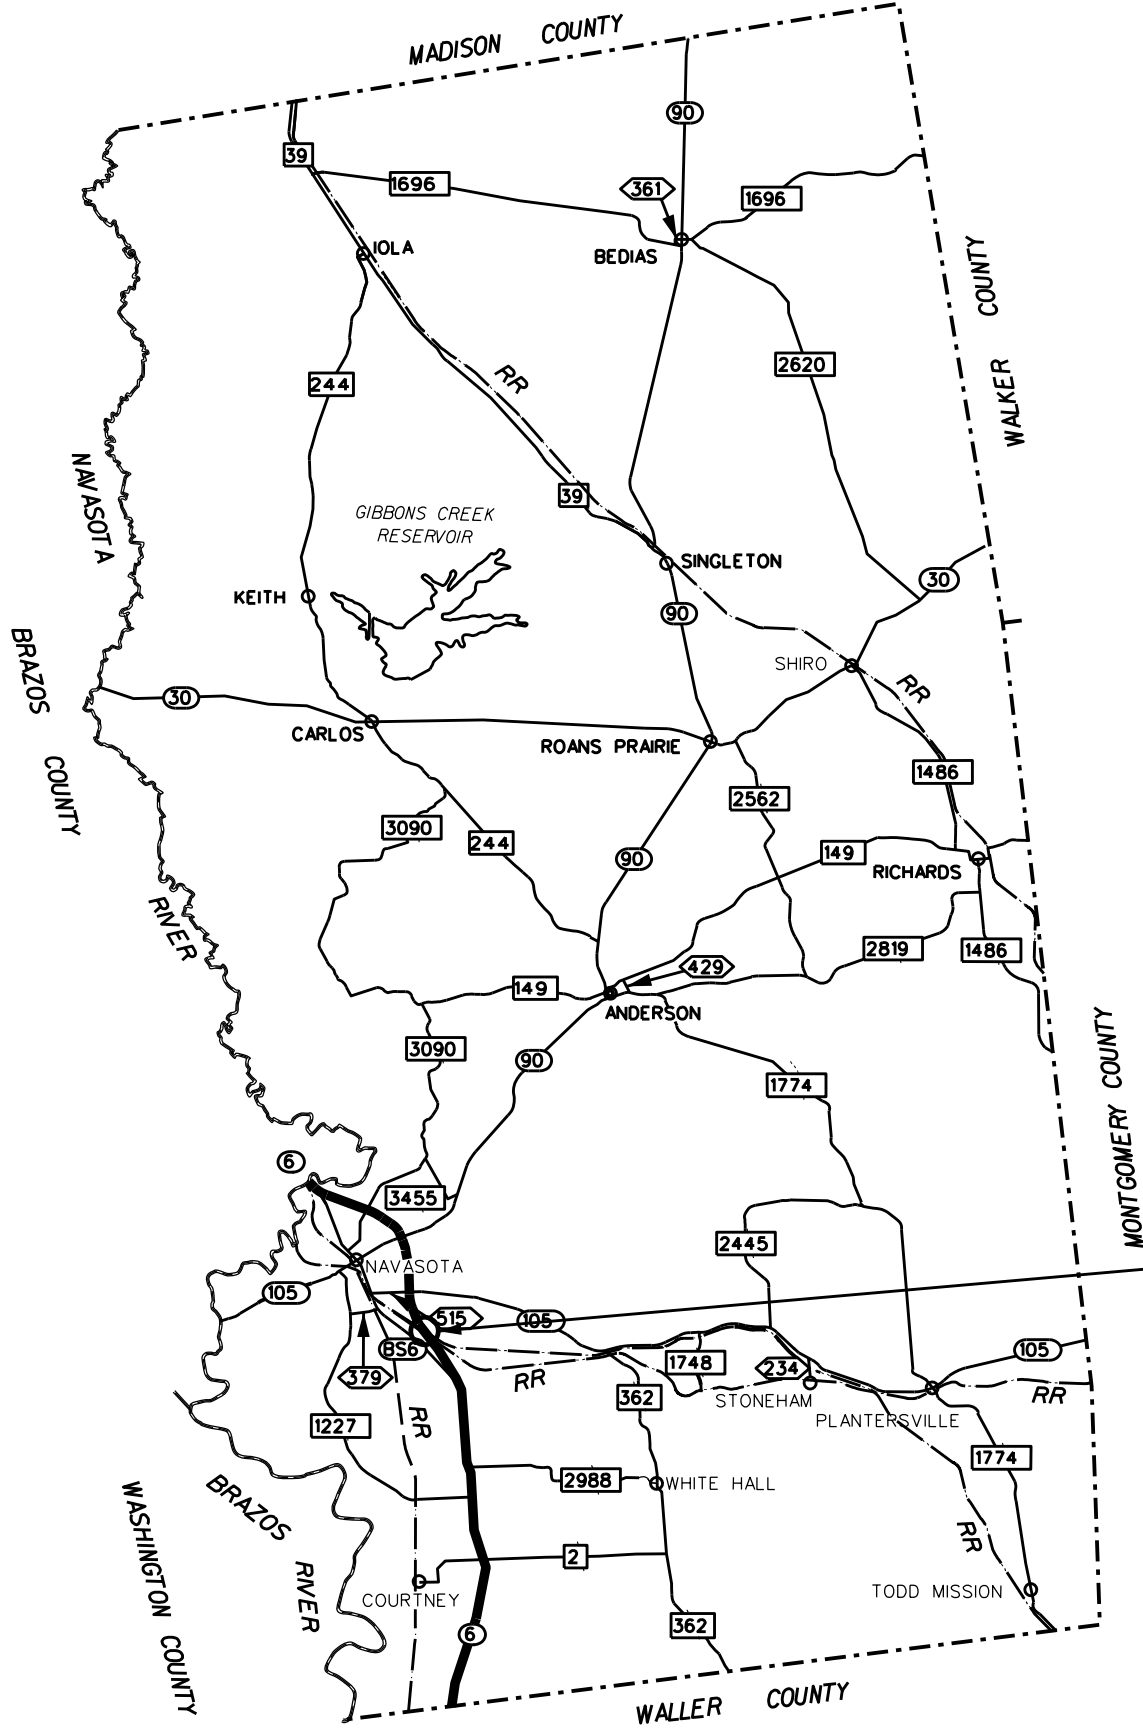 MADISON COUNTY
90
39
1696
361
1696
IOLA
BEDIAS
WALKER COUNTY
2620
244
RR
NAVASOTA
39
GIBBONS CREEK
RESERVOIR
SINGLETON
30
KEITH
90
BRAZOS COUNTY
SHIRO
RR
30
CARLOS
ROANS PRAIRIE
1486
2562
3090
244
90
149
RICHARDS
RIVER
2819
1486
429
149
ANDERSON
3090
90
1774
MONTGOMERY COUNTY
6
3455
2445
NAVASOTA
105
515
105
BS6
379
RR
1748
234
105
362
STONEHAM
RR
PLANTERSVILLE
1227
RR
1774
2988
WHITE HALL
BRAZOS RIVER
WASHINGTON COUNTY
RR
2
COURTNEY
TODD MISSION
6
362
WALLER COUNTY